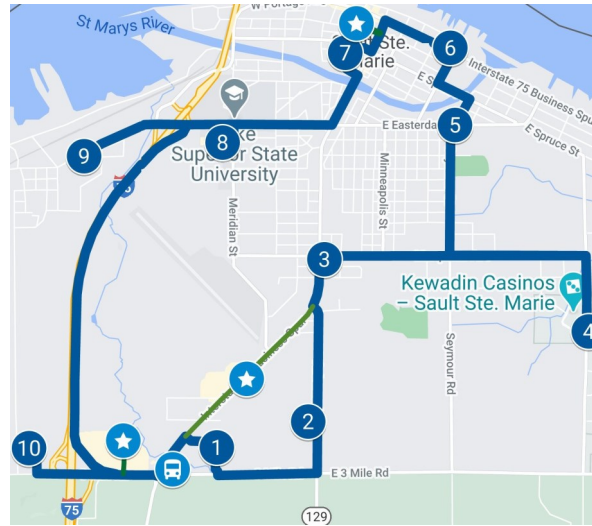 W Portage
St Marys River
7
Sault Ste.
Marie
6
Interstate 75 Business Spu
E S
5
E Easterda
E Spruce St
8
9
Lake
Superior State
University
Minneapolis St
Meridian St
3
Kewadin Casinos
– Sault Ste. Marie
4
Seymour Rd
2
1
10
E 3 Mile Rd
75
129